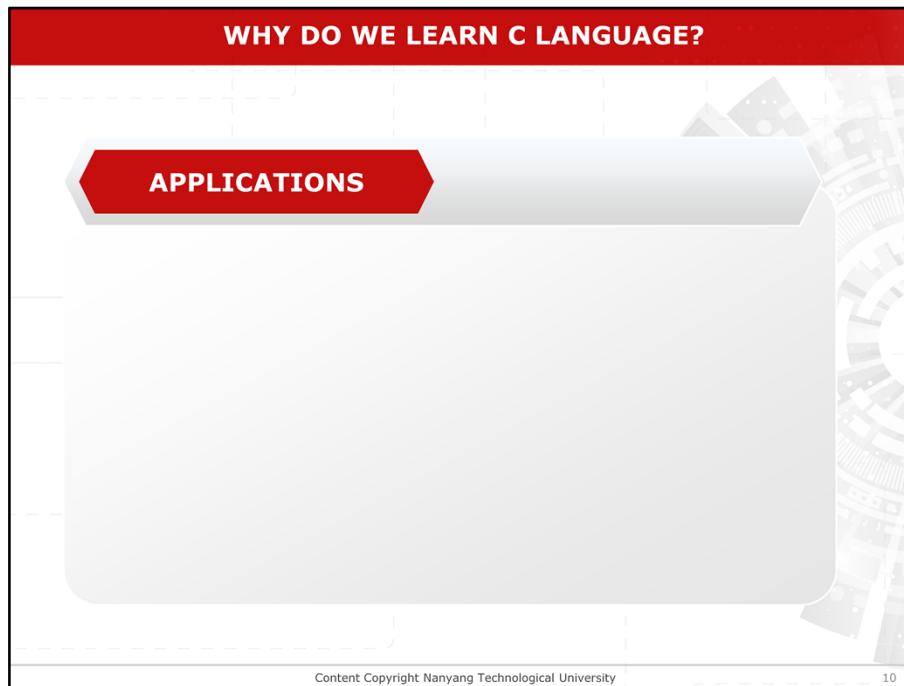 WHY DO WE LEARN C LANGUAGE?
APPLICATIONS
Content Copyright Nanyang Technological University
10